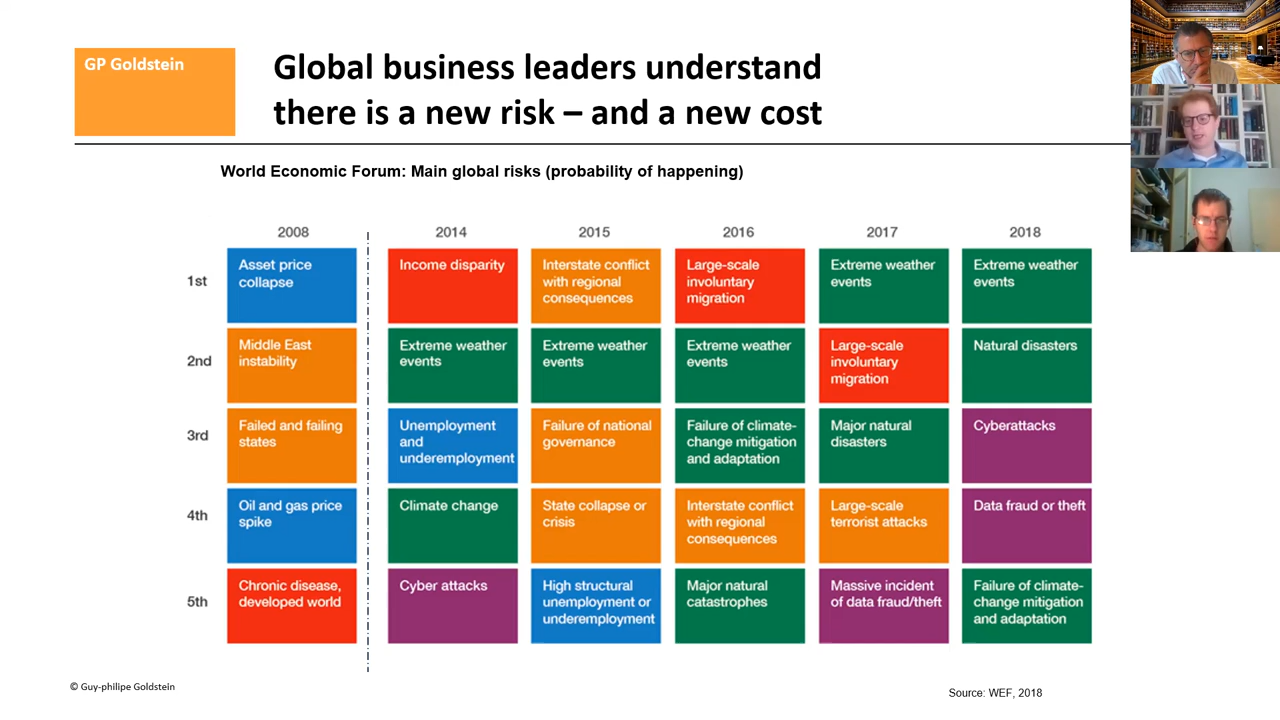 GP Goldstein
Global business leaders understand
there is a new risk – and a new cost
World Economic Forum: Main global risks (probability of happening)
2008
2014
2015
2016
2017
2018
1st
Asset price
collapse
Income disparity
Interstate conflict
with regional
consequences
Large-scale
involuntary
migration
Extreme weather
events
Extreme weather
events
2nd
Middle East
instability
Extreme weather
events
Extreme weather
events
Extreme weather
events
Large-scale
involuntary
migration
Natural disasters
3rd
Failed and failing
states
Unemployment
and
underemployment
Failure of national
governance
Failure of climate-
change mitigation
and adaptation
Major natural
disasters
Cyberattacks
4th
Oil and gas price
spike
Climate change
State collapse or
crisis
Interstate conflict
with regional
consequences
Large-scale
terrorist attacks
Data fraud or theft
5th
Chronic disease,
developed world
Cyber attacks
High structural
unemployment or
underemployment
Major natural
catastrophes
Massive incident
of data fraud/theft
Failure of climate-
change mitigation
and adaptation
© Guy-philipe Goldstein
Source: WEF, 2018